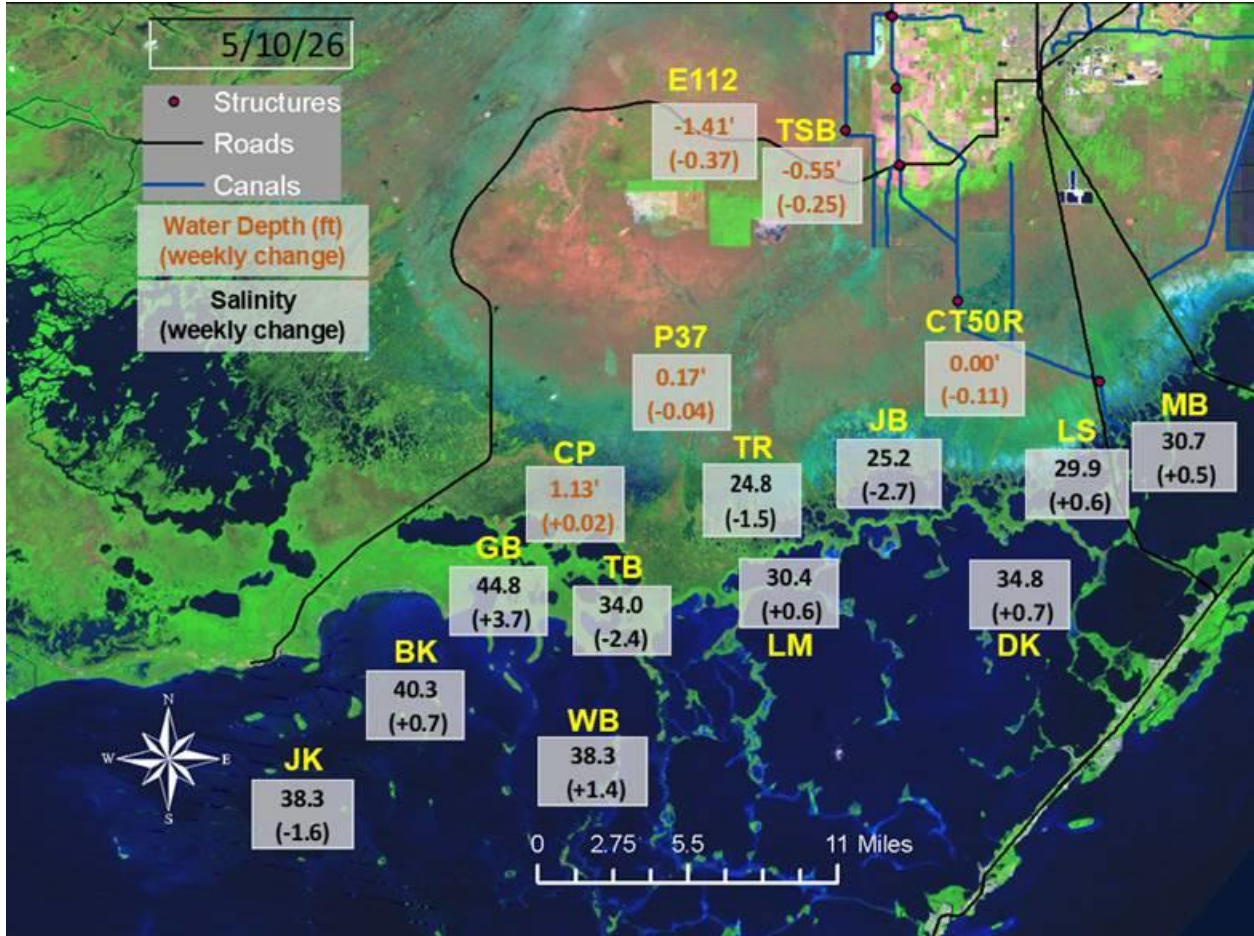 5/10/26
Structures
Roads
Canals
Water Depth (ft)
(weekly change)
Salinity
(weekly change)
E112
-1.41'
(-0.37)
TSB
-0.55'
(-0.25)
P37
0.17'
(-0.04)
CT50R
0.00'
(-0.11)
MB
30.7
(+0.5)
LS
29.9
(+0.6)
JB
25.2
(-2.7)
TR
24.8
(-1.5)
CP
1.13'
(+0.02)
GB
44.8
(+3.7)
TB
34.0
(-2.4)
30.4
(+0.6)
LM
34.8
(+0.7)
DK
BK
40.3
(+0.7)
WB
38.3
(+1.4)
JK
38.3
(-1.6)
N
W E
S
0 2.75 5.5 11 Miles